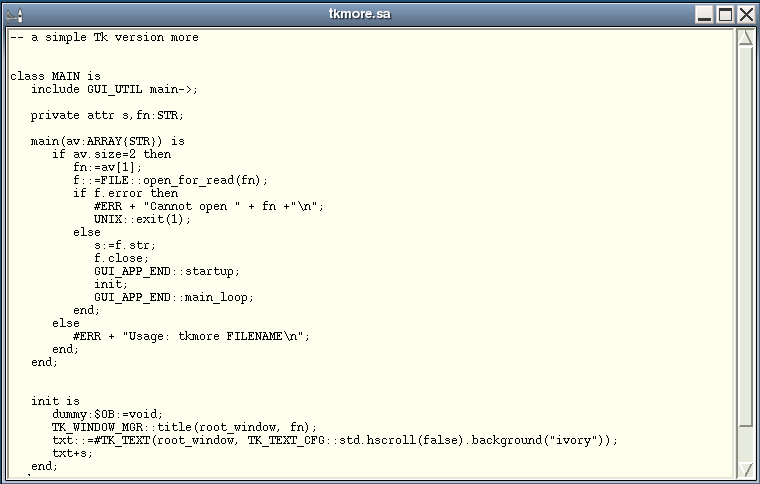 tkmore.sa
-- a simple Tk version more
class MAIN is
include GUI_UTIL main->;
private attr s,fn:STR;
main(av:ARRAY{STR}) is
if av.size=2 then
fn:=av[1];
f::=FILE::open_for_read(fn);
if f.error then
#ERR + "Cannot open " + fn +"\n";
UNIX::exit(1);
else
s:=f.str;
f.close;
GUI_APP_END::startup;
init;
GUI_APP_END::main_loop;
end;
else
#ERR + "Usage: tkmore FILENAME\n";
end;
end;
init is
dummy:$OB:=void;
TK_WINDOW_MGR::title(root_window, fn);
txt::=#TK_TEXT(root_window, TK_TEXT_CFG::std.hscroll(false).background("ivory"));
txt+s;
end;